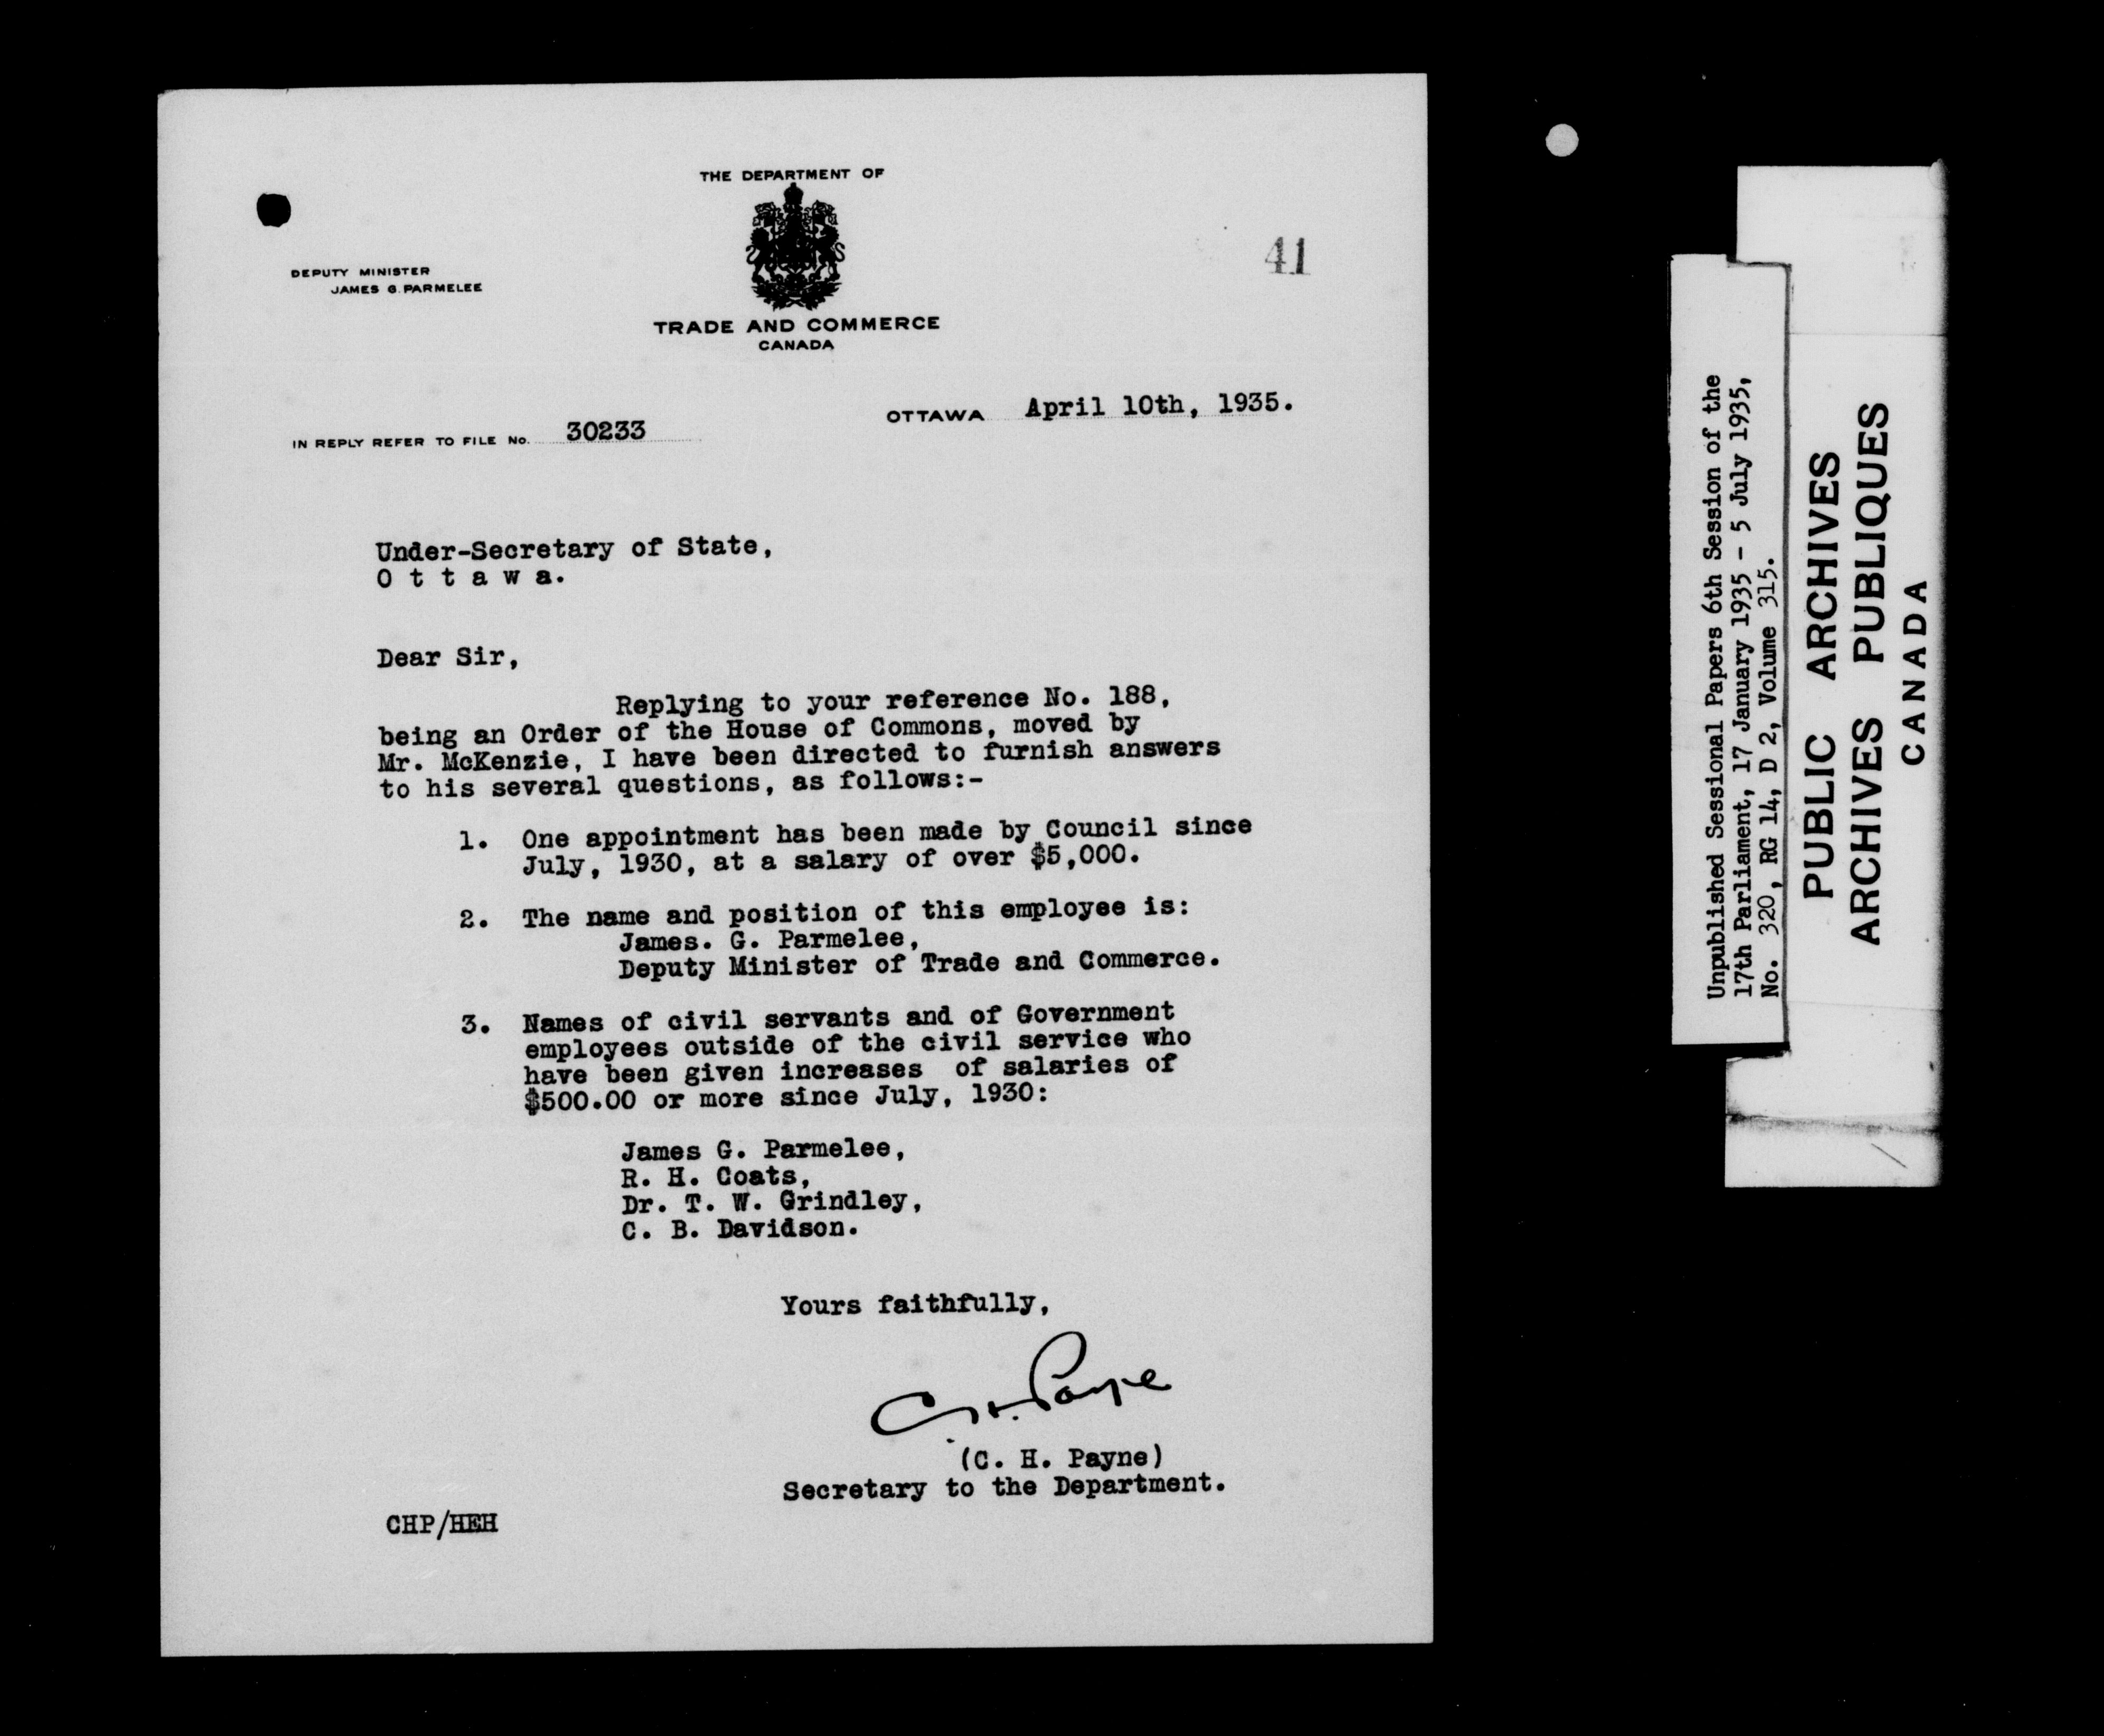 THE DEPARTMENT OF
DEPUTY MINISTER
JAMES G. PARMELEE
41
TRADE AND COMMERCE
CANADA
OTTAWA April 10th, 1935.
IN REPLY REFER TO FILE No. 30233
Under-Secretary of State,
O t t a w a.
Dear Sir,
Replying to your reference No. 188,
being an Order of the House of Commons, moved by
Mr. McKenzie, I have been directed to furnish answers
to his several questions, as follows:-
1. One appointment has been made by Council since
July, 1930, at a salary of over $5,000.
2. The name and position of this employee is:
James. G. Parmelee,
Deputy Minister of Trade and Commerce.
3. Names of civil servants and of Government
employees outside of the civil service who
have been given increases of salaries of
$500.00 or more since July, 1930:
James G. Parmelee,
R. H. Coats,
Dr. T. W. Grindley,
C. B. Davidson.
Yours faithfully,
C. H. Payne
(C. H. Payne)
Secretary to the Department.
CHP/HEH
Unpublished Sessional Papers 6th Session of the
17th Parliament, 17 January 1935 - 5 July 1935,
No. 320, RG 14, D 2, Volume 315.
PUBLIC ARCHIVES
ARCHIVES PUBLIQUES
CANADA